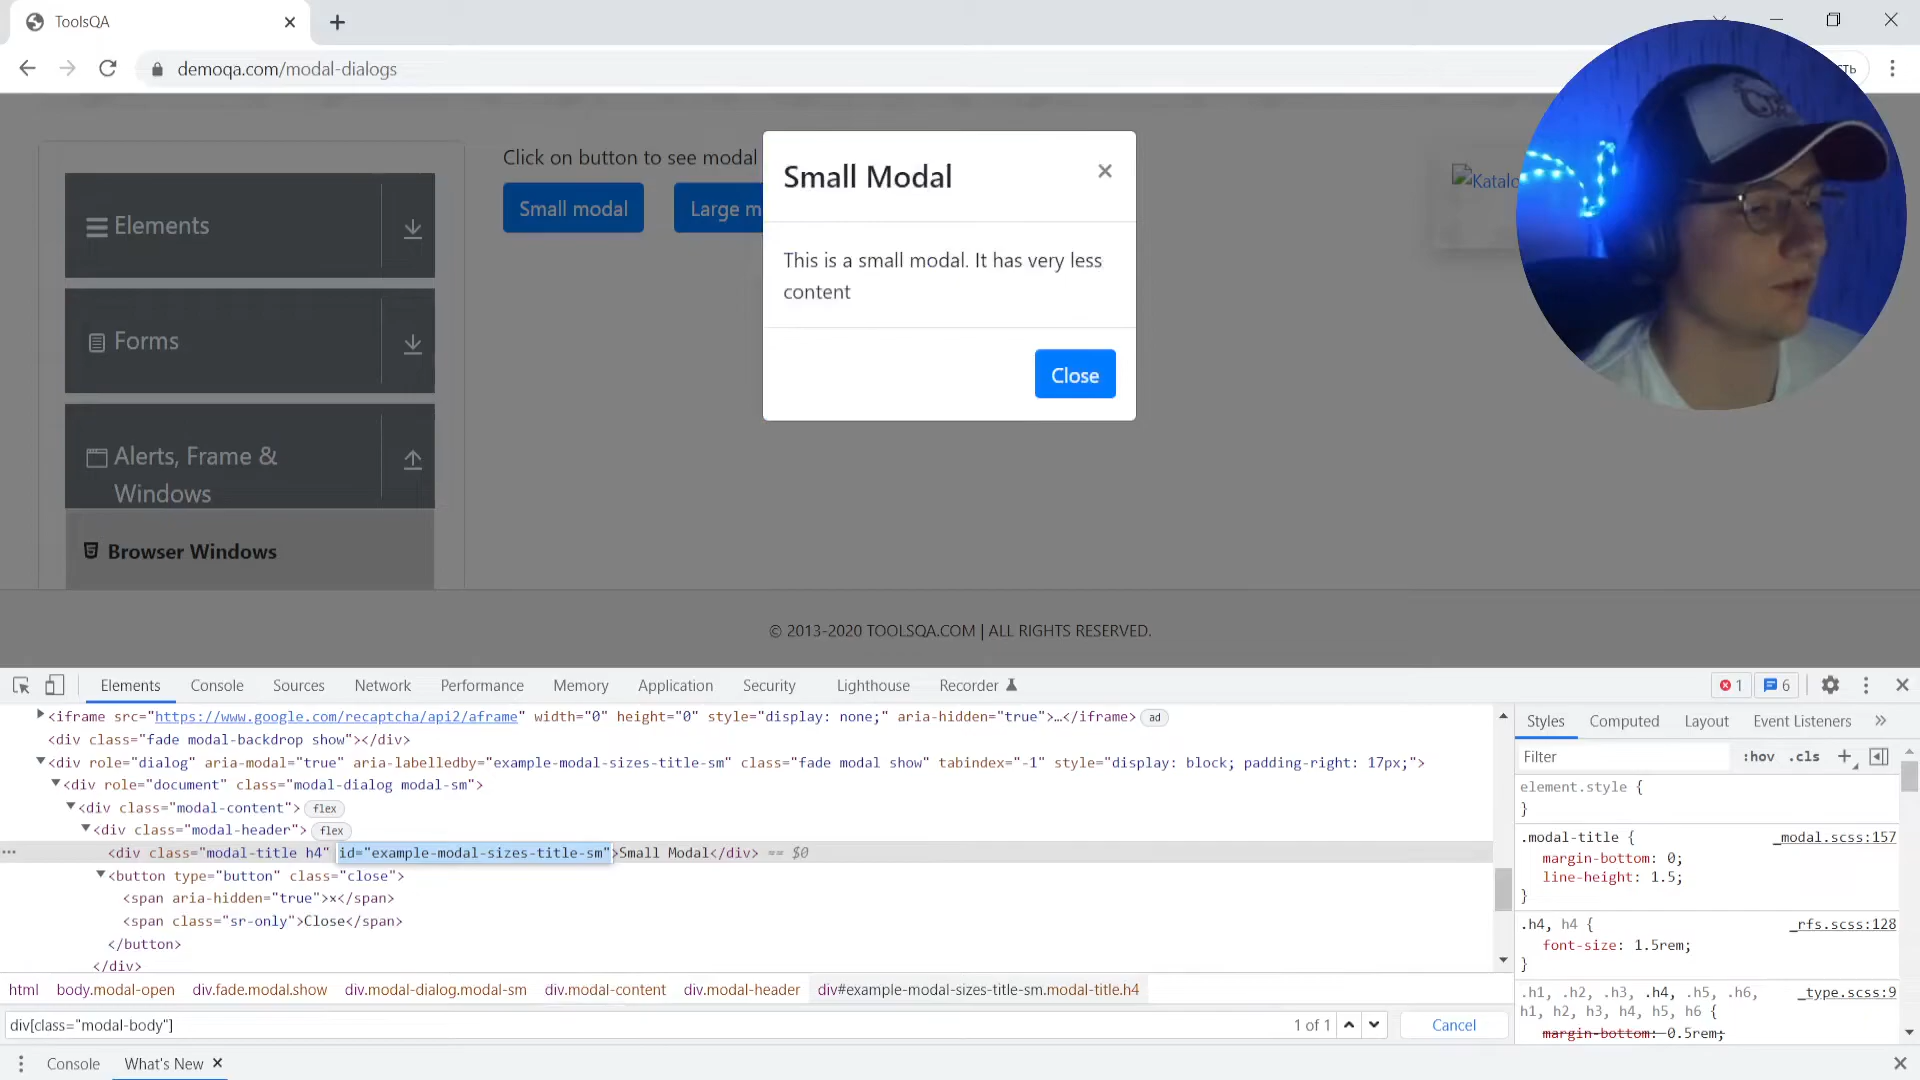 ToolsQA
demoqa.com/modal-dialogs
сть
Click on button to see modal
Small modal
Large m
Elements
Forms
Alerts, Frame &
Windows
Browser Windows
Small Modal
×
This is a small modal. It has very less
content
Close
Katalo
© 2013-2020 TOOLSQA.COM | ALL RIGHTS RESERVED.
Elements Console Sources Network Performance Memory Application Security Lighthouse Recorder
1 6
<iframe src="https://www.google.com/recaptcha/api2/aframe" width="0" height="0" style="display: none;" aria-hidden="true">…</iframe> ad
<div class="fade modal-backdrop show"></div>
<div role="dialog" aria-modal="true" aria-labelledby="example-modal-sizes-title-sm" class="fade modal show" tabindex="-1" style="display: block; padding-right: 17px;">
<div role="document" class="modal-dialog modal-sm">
<div class="modal-content"> flex
<div class="modal-header"> flex
<div class="modal-title h4" id="example-modal-sizes-title-sm">Small Modal</div> == $0
<button type="button" class="close">
<span aria-hidden="true">×</span>
<span class="sr-only">Close</span>
</button>
</div>
html body.modal-open div.fade.modal.show div.modal-dialog.modal-sm div.modal-content div.modal-header div#example-modal-sizes-title-sm.modal-title.h4
div[class="modal-body"]
1 of 1
Cancel
Styles Computed Layout Event Listeners »
Filter
:hov .cls +
element.style {
}
.modal-title { _modal.scss:157
margin-bottom: 0;
line-height: 1.5;
}
.h4, h4 { _rfs.scss:128
font-size: 1.5rem;
}
.h1, .h2, .h3, .h4, .h5, .h6, _type.scss:9
h1, h2, h3, h4, h5, h6 {
margin-bottom: 0.5rem;
Console What's New ×